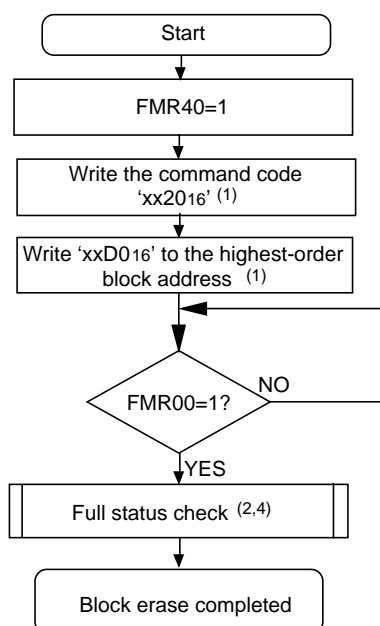 Start
FMR40=1
Write the command code
‘xx2016’ (1)
Write ‘xxD016’ to the highest-order
block address (1)
NO
FMR00=1?
YES
Full status check (2,4)
Block erase completed